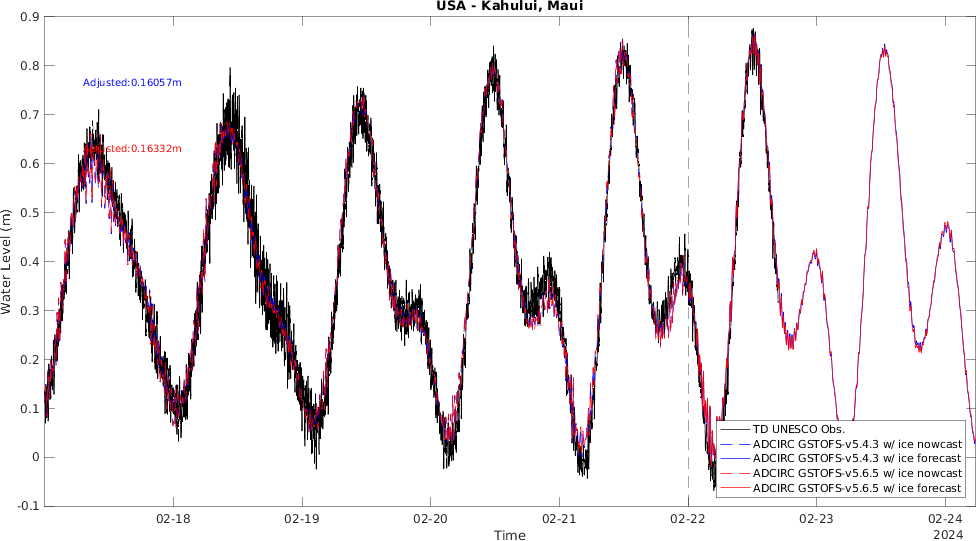 USA - Kahului, Maui
0.9
0.8
0.7
0.6
0.5
0.4
0.3
0.2
0.1
0
-0.1
Water Level (m)
Adjusted:0.16057m
sted:0.16332m
TD UNESCO Obs.
ADCIRC GSTOFS-v5.4.3 w/ ice nowcast
ADCIRC GSTOFS-v5.4.3 w/ ice forecast
ADCIRC GSTOFS-v5.6.5 w/ ice nowcast
ADCIRC GSTOFS-v5.6.5 w/ ice forecast
02-18 02-19 02-20 02-21 02-22 02-23 02-24
Time
2024